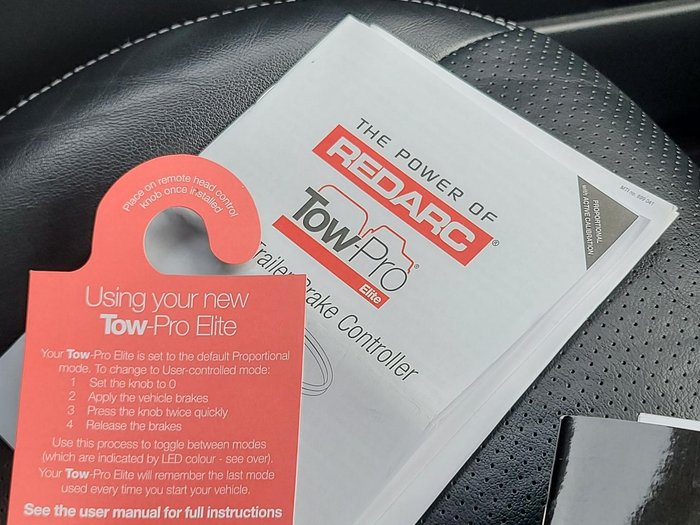 THE POWER OF
REDARC®
Tow-Pro®
Elite
Trailer Brake Controller
PROPORTIONAL
with ACTIVE CALIBRATION
Place on remote head control
knob once installed
Using your new
Tow-Pro Elite
Your Tow-Pro Elite is set to the default Proportional
mode. To change to User-controlled mode:
1 Set the knob to 0
2 Apply the vehicle brakes
3 Press the knob twice quickly
4 Release the brakes
Use this process to toggle between modes
(which are indicated by LED colour - see over).
Your Tow-Pro Elite will remember the last mode
used every time you start your vehicle.
See the user manual for full instructions